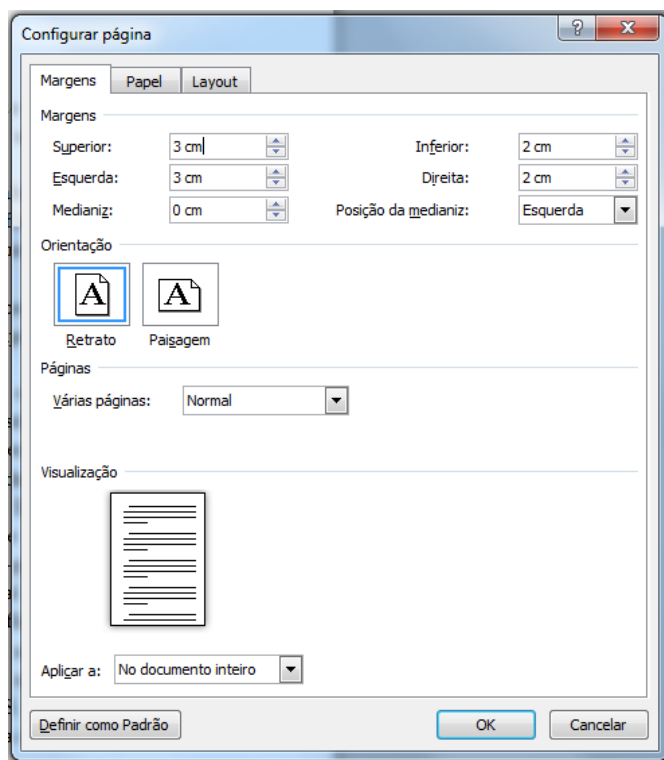 Configurar página
Margens Papel Layout
Margens
Superior: 3 cm Inferior: 2 cm
Esquerda: 3 cm Direita: 2 cm
Medianiz: 0 cm Posição da medianiz: Esquerda
Orientação
A A
Retrato Paisagem
Páginas
Várias páginas: Normal
Visualização
Aplicar a: No documento inteiro
Definir como Padrão OK Cancelar